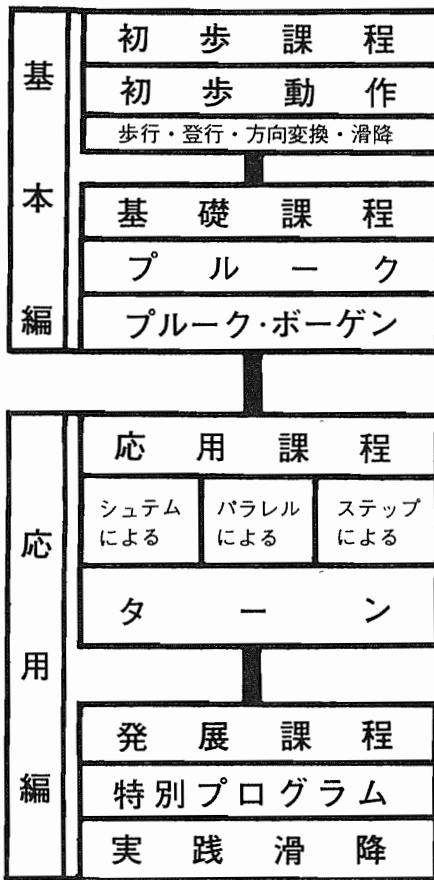 基本編
初歩課程
初歩動作
歩行・登行・方向変換・滑降
基礎課程
プルーク
プルーク・ボーゲン
応用編
応用課程
シュテム
による
パラレル
による
ステップ
による
ターン
発展課程
特別プログラム
実践滑降